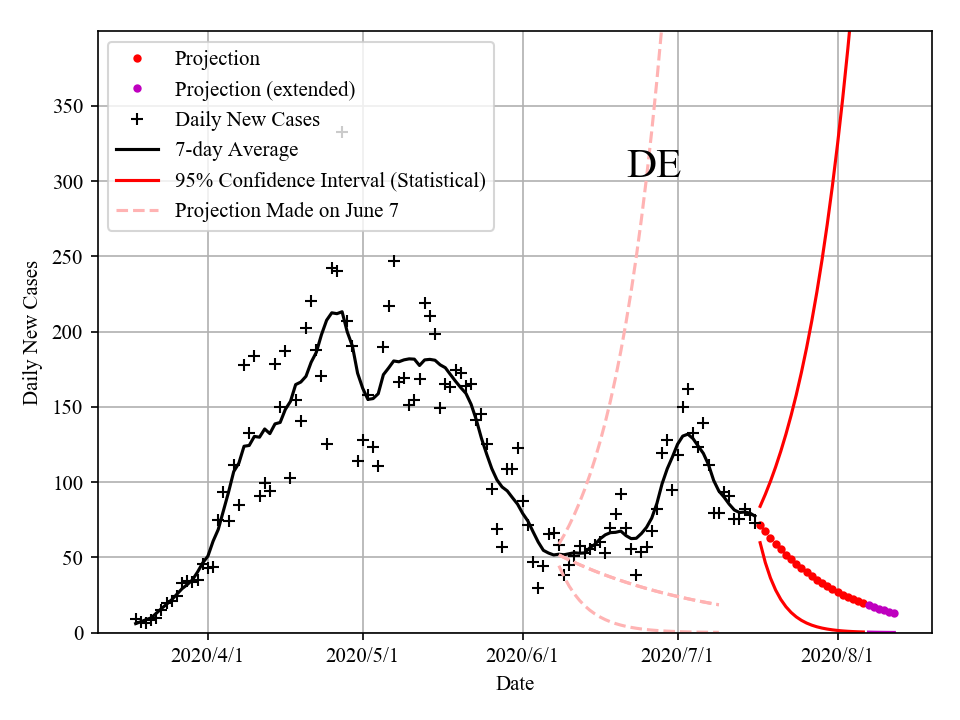 Projection
Projection (extended)
Daily New Cases
7-day Average
95% Confidence Interval (Statistical)
Projection Made on June 7
DE
Daily New Cases
350
300
250
200
150
100
50
0
2020/4/1
2020/5/1
2020/6/1
2020/7/1
2020/8/1
Date